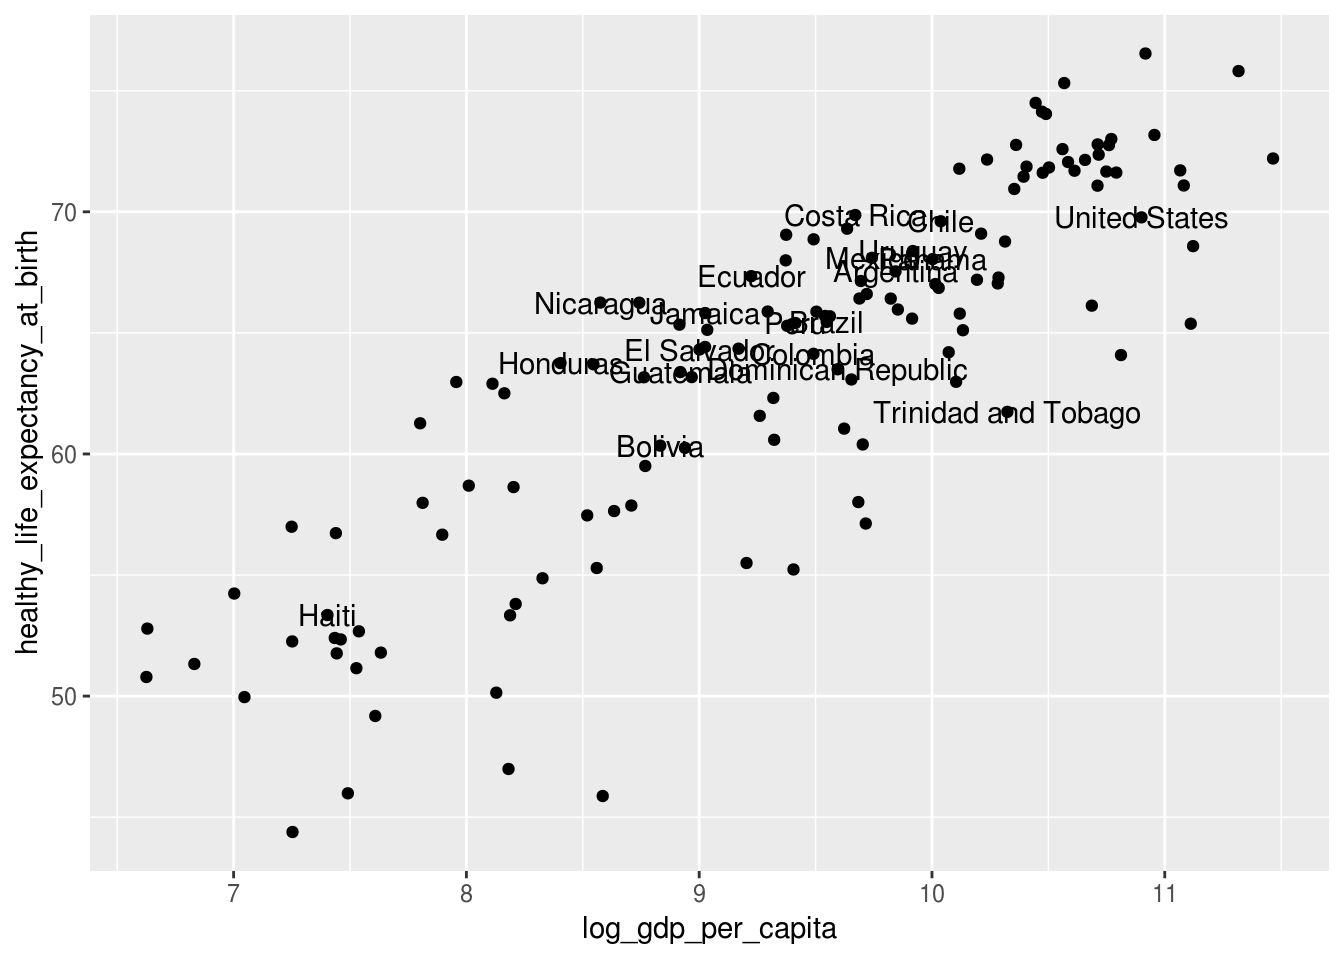 healthy_life_expectancy_at_birth
70
60
50
Costa Rica
Chile
United States
Uruguay
Mexico
Panama
Argentina
Ecuador
Nicaragua
Jamaica
Peru
Brazil
El Salvador
Colombia
Honduras
Guatemala
Dominican Republic
Trinidad and Tobago
Bolivia
Haiti
7
8
9
10
11
log_gdp_per_capita